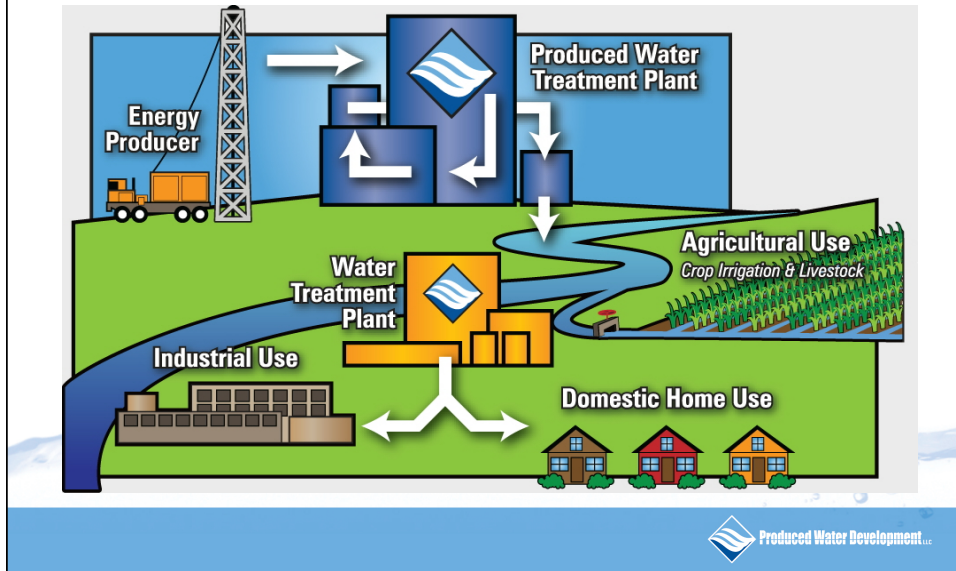 Produced Water
Treatment Plant
Energy
Producer
Agricultural Use
Crop Irrigation & Livestock
Water
Treatment
Plant
Industrial Use
Domestic Home Use
Produced Water Development LLC